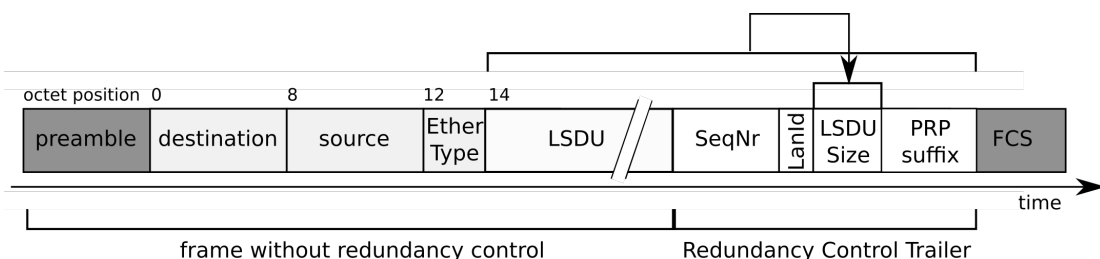 octet position 0 8 12 14
preamble destination source Ether Type LSDU SeqNr LanId LSDU Size PRP suffix FCS
time
frame without redundancy control Redundancy Control Trailer